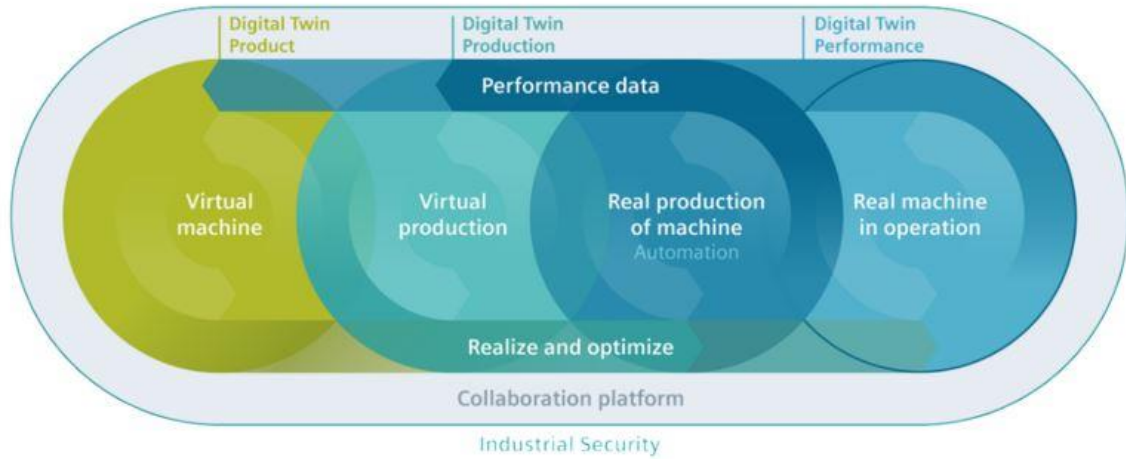 Digital Twin
Product
Digital Twin
Production
Digital Twin
Performance
Performance data
Virtual
machine
Virtual
production
Real production
of machine
Automation
Real machine
in operation
Realize and optimize
Collaboration platform
Industrial Security